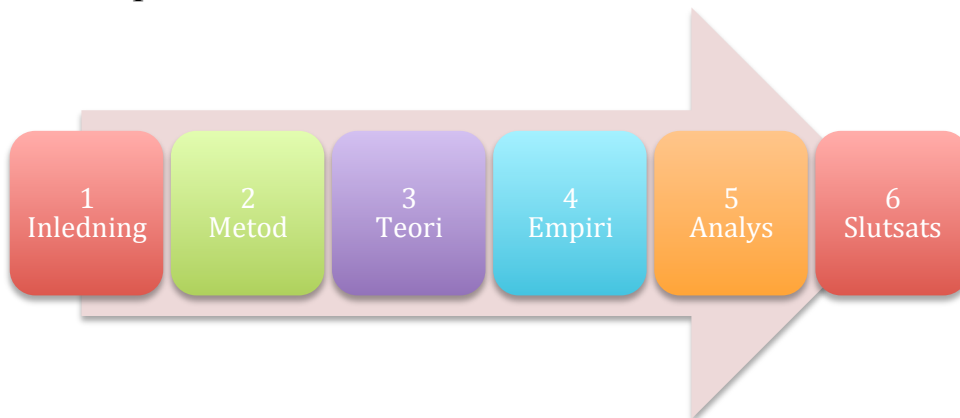 1
Inledning
2
Metod
3
Teori
4
Empiri
5
Analys
6
Slutsats